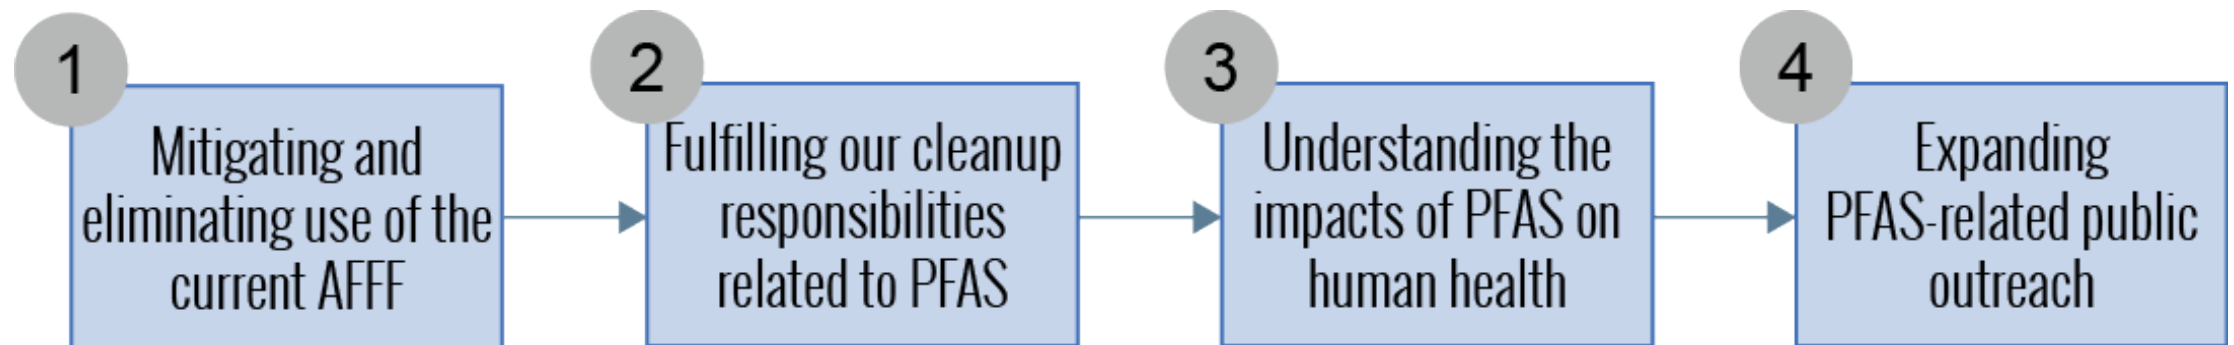 1
Mitigating and
eliminating use of the
current AFFF
2
Fulfilling our cleanup
responsibilities
related to PFAS
3
Understanding the
impacts of PFAS on
human health
4
Expanding
PFAS-related public
outreach